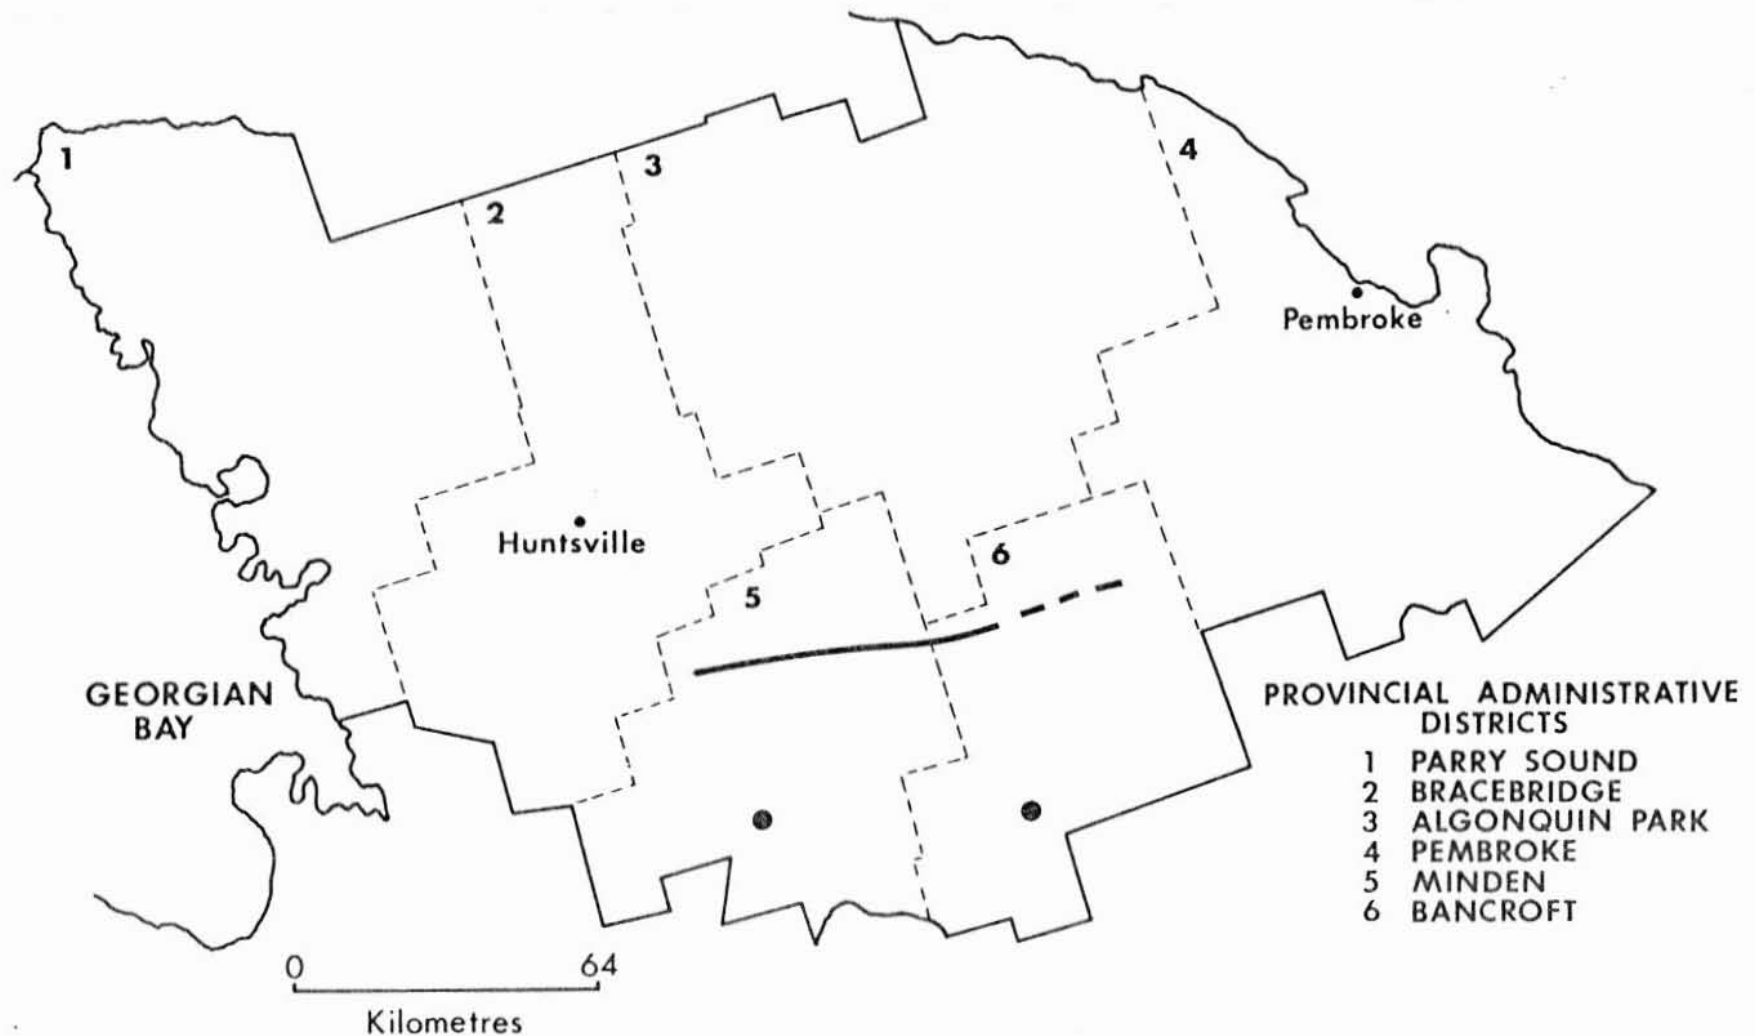 1
2
3
4
Pembroke
Huntsville
5
6
GEORGIAN
BAY
PROVINCIAL ADMINISTRATIVE
DISTRICTS
1 PARRY SOUND
2 BRACEBRIDGE
3 ALGONQUIN PARK
4 PEMBROKE
5 MINDEN
6 BANCROFT
0 64
Kilometres